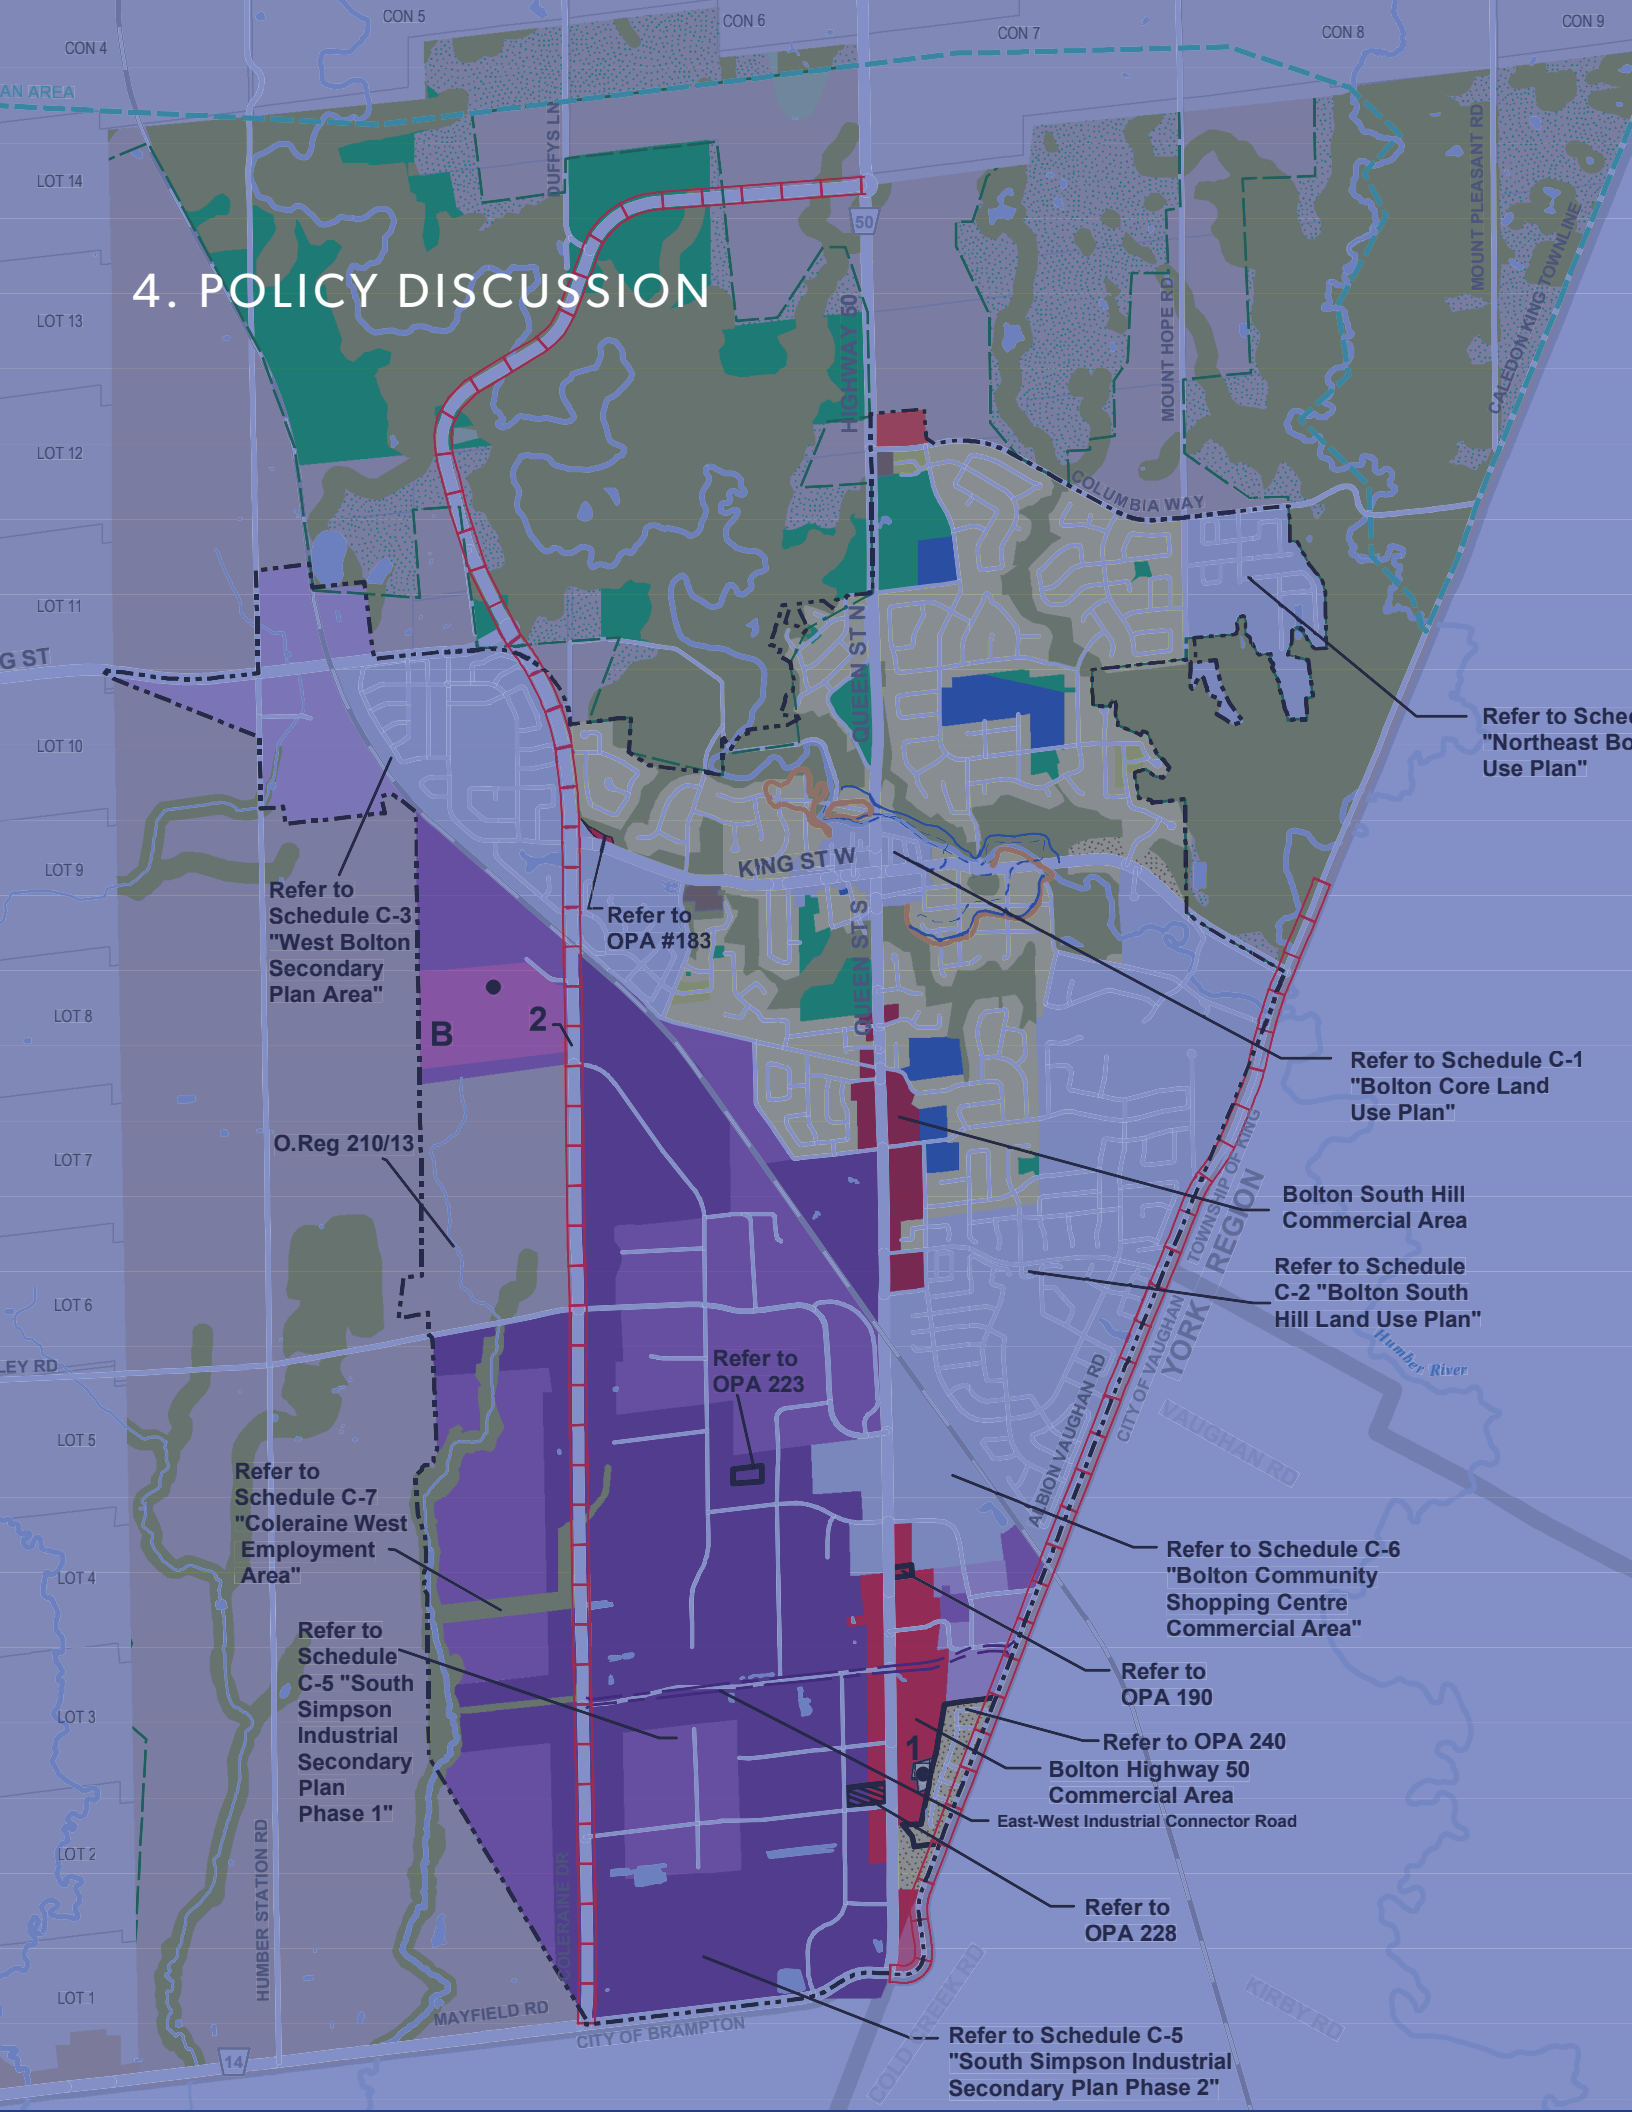 CON 4
CON 5
CON 6
CON 7
CON 8
CON 9
AN AREA
DUFFYS LN
MOUNT PLEASANT RD
LOT 14
50
4. POLICY DISCUSSION
HIGHWAY 50
MOUNT HOPE RD
CALEDON KING TOWNLINE
LOT 13
LOT 12
COLUMBIA WAY
LOT 11
G ST
QUEEN ST N
LOT 10
Refer to Sche
"Northeast Bo
Use Plan"
LOT 9
KING ST W
Refer to
Schedule C-3
"West Bolton
Secondary
Plan Area"
Refer to
OPA #183
QUEEN ST S
LOT 8
B
2
Refer to Schedule C-1
"Bolton Core Land
Use Plan"
O.Reg 210/13
LOT 7
TOWNSHIP OF KING
YORK REGION
Bolton South Hill
Commercial Area
Refer to Schedule
C-2 "Bolton South
Hill Land Use Plan"
LOT 6
LEY RD
Humber River
Refer to
OPA 223
ALBION VAUGHAN RD
CITY OF VAUGHAN
VAUGHAN RD
LOT 5
Refer to
Schedule C-7
"Coleraine West
Employment
Area"
LOT 4
Refer to Schedule C-6
"Bolton Community
Shopping Centre
Commercial Area"
Refer to
Schedule
C-5 "South
Simpson
Industrial
Secondary
Plan
Phase 1"
Refer to
OPA 190
LOT 3
Refer to OPA 240
1
Bolton Highway 50
Commercial Area
East-West Industrial Connector Road
LOT 2
HUMBER STATION RD
COLERAINE DR
Refer to
OPA 228
LOT 1
MAYFIELD RD
CITY OF BRAMPTON
COLD CREEK RD
KIRBY RD
14
Refer to Schedule C-5
"South Simpson Industrial
Secondary Plan Phase 2"